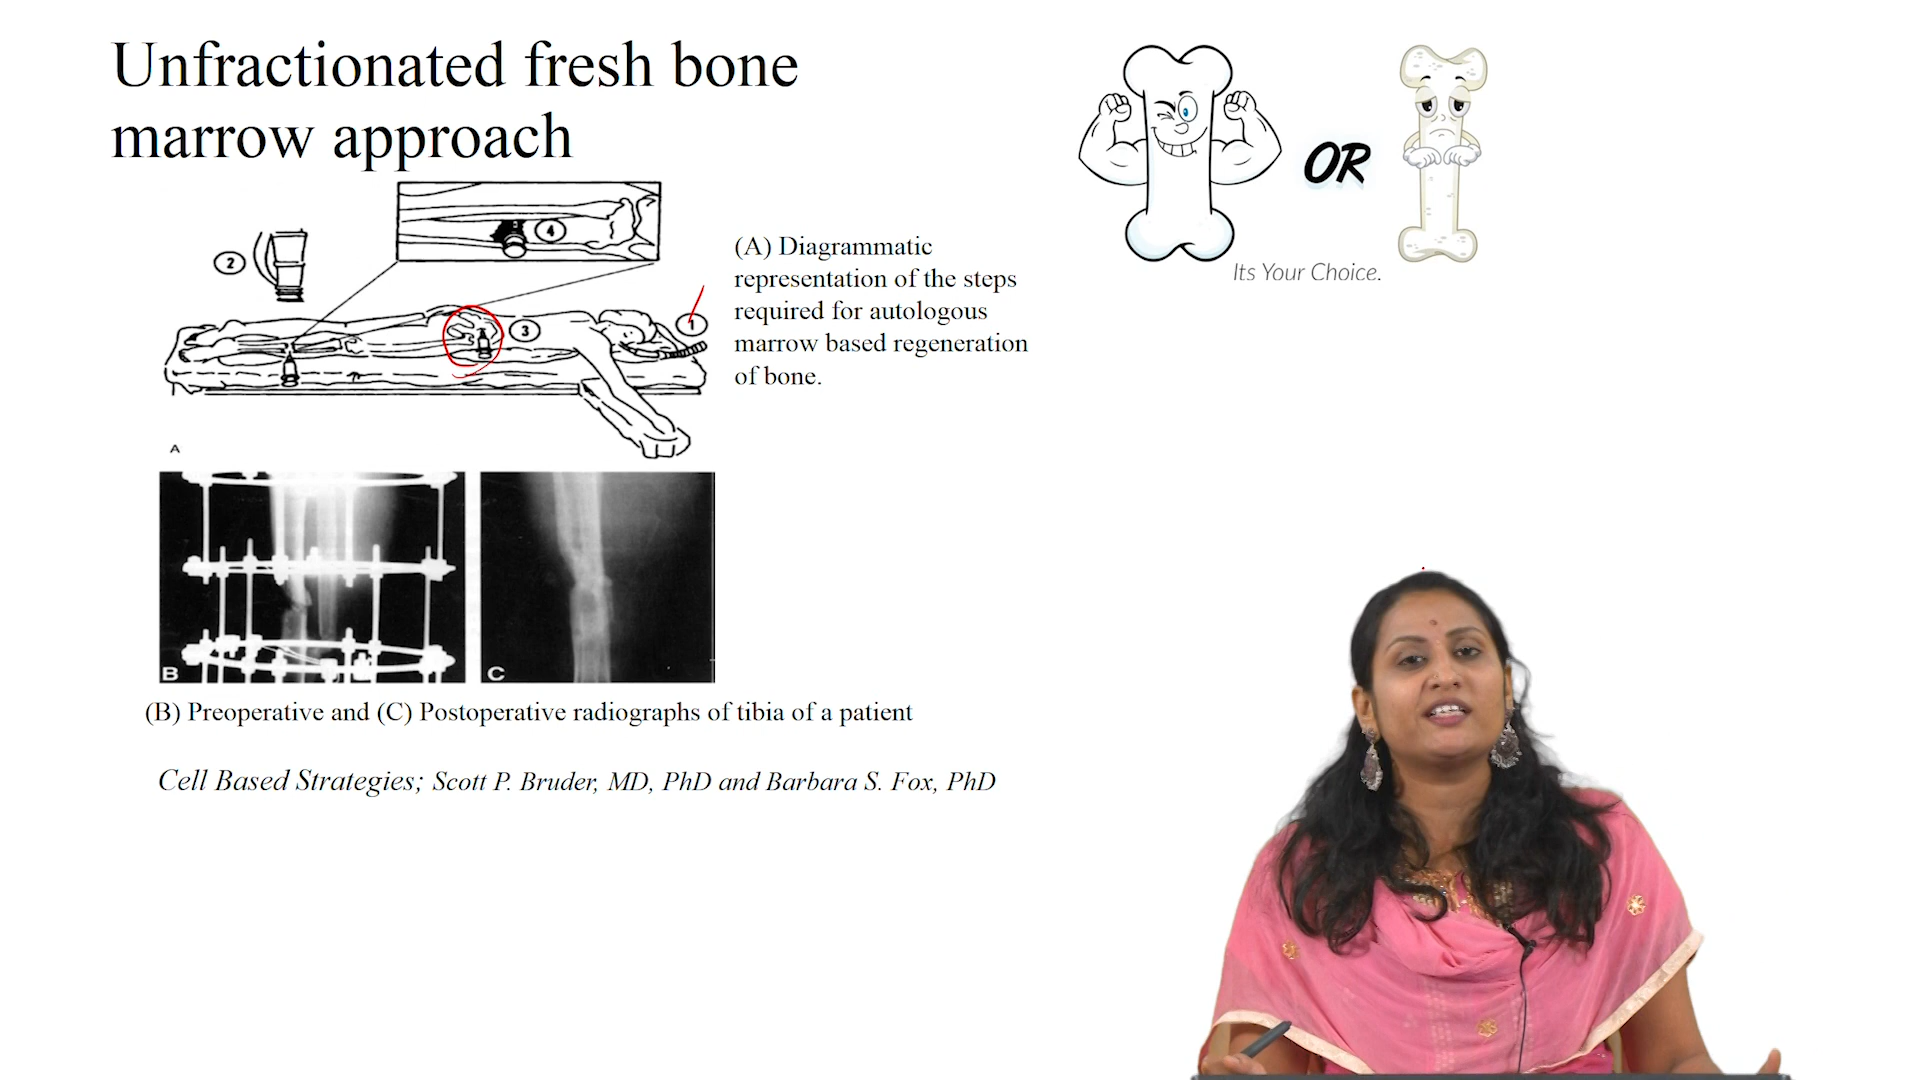 Unfractionated fresh bone
marrow approach
OR
Its Your Choice.
4
2
3
1
(A) Diagrammatic
representation of the steps
required for autologous
marrow based regeneration
of bone.
A
B
C
(B) Preoperative and (C) Postoperative radiographs of tibia of a patient
Cell Based Strategies; Scott P. Bruder, MD, PhD and Barbara S. Fox, PhD